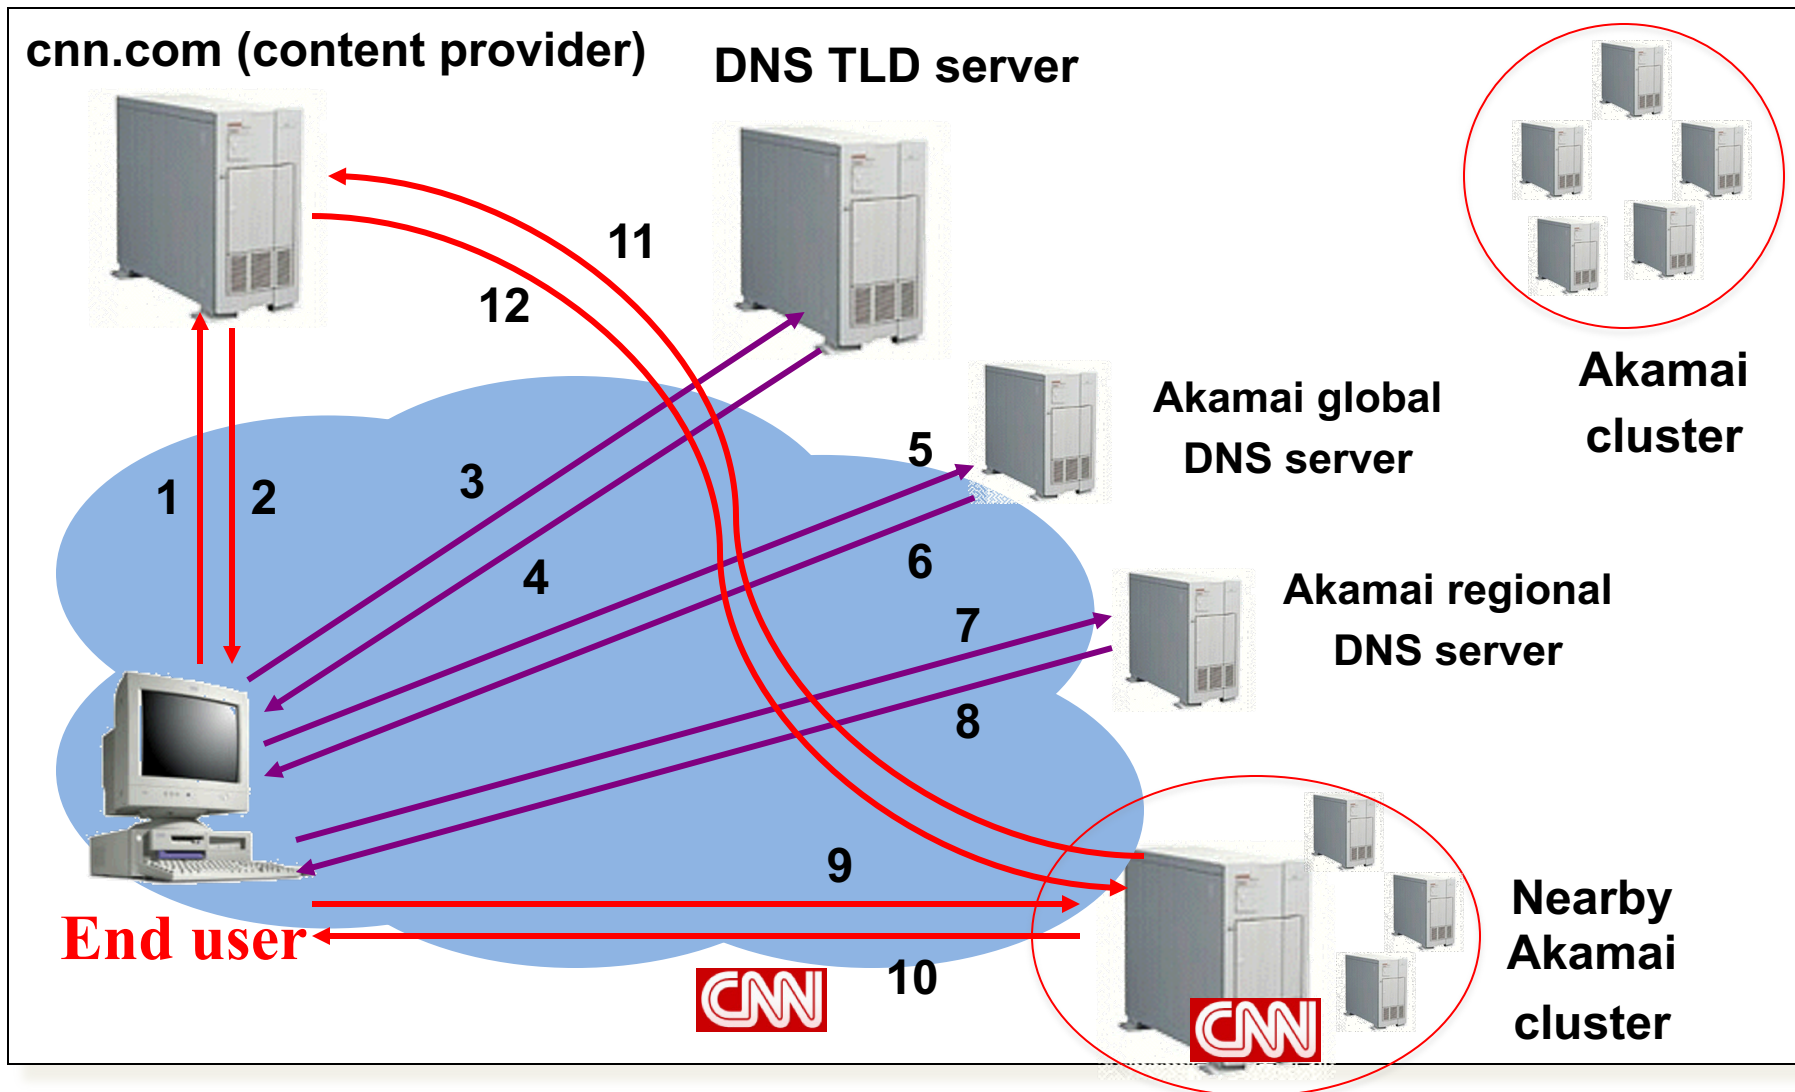 cnn.com (content provider)
DNS TLD server
11
12
Akamai
cluster
Akamai global
DNS server
5
3
1
2
6
4
Akamai regional
DNS server
7
8
9
Nearby
Akamai
cluster
End user
10
CNN
CNN